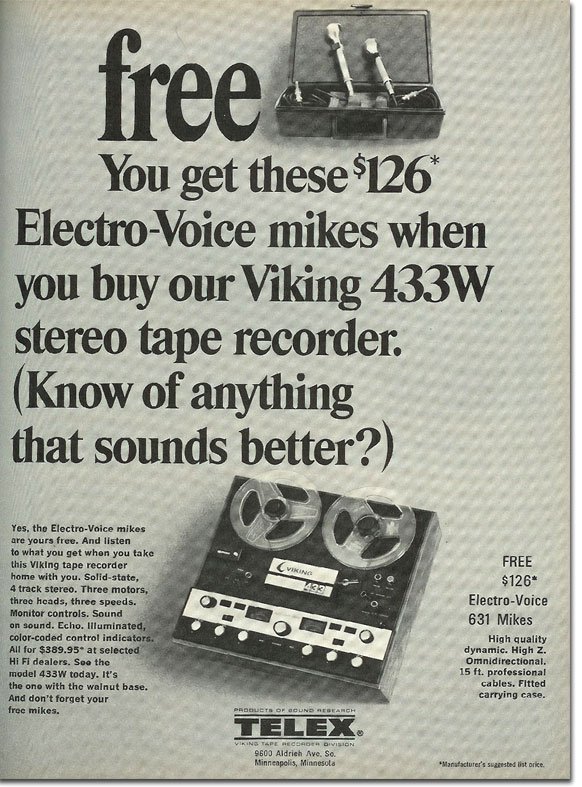 free
You get these $126*
Electro-Voice mikes when
you buy our Viking 433W
stereo tape recorder.
(Know of anything
that sounds better?)
Yes, the Electro-Voice mikes
are yours free. And listen
to what you get when you take
this Viking tape recorder
home with you. Solid-state,
4 track stereo. Three motors,
three heads, three speeds.
Monitor controls. Sound
on sound. Echo. Illuminated,
color-coded control indicators.
All for $389.95* at selected
Hi Fi dealers. See the
model 433W today. It's
the one with the walnut base.
And don't forget your
free mikes.
VIKING
433
FREE
$126*
Electro-Voice
631 Mikes
High quality
dynamic. High Z.
Omnidirectional.
15 ft. professional
cables. Fitted
carrying case.
PRODUCTS OF SOUND RESEARCH
TELEX®
VIKING TAPE RECORDER DIVISION
9600 Aldrich Ave. So.
Minneapolis, Minnesota
*Manufacturer's suggested list price.